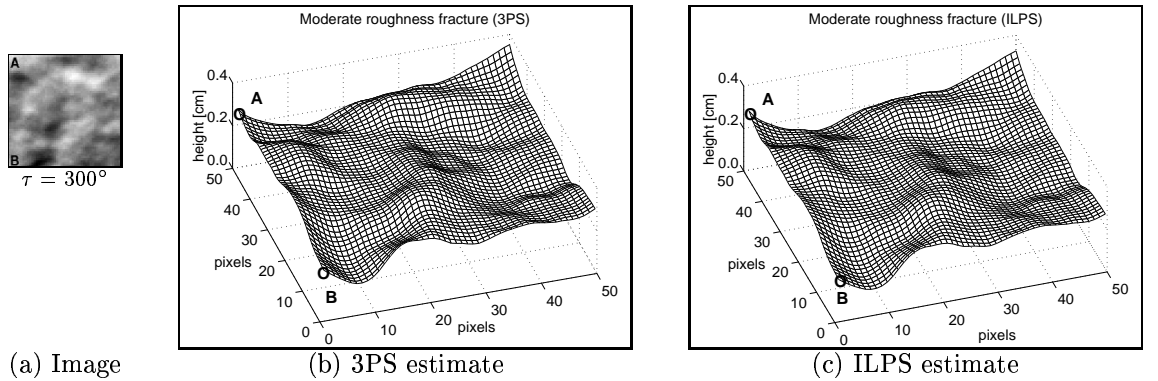 A
B
τ = 300°
(a) Image
Moderate roughness fracture (3PS)
0.4
0.2
0.0
height [cm]
A
B
50
40
30
20
10
0
pixels
0
10
20
30
40
50
pixels
(b) 3PS estimate
Moderate roughness fracture (ILPS)
0.4
0.2
0.0
height [cm]
A
B
50
40
30
20
10
0
pixels
0
10
20
30
40
50
pixels
(c) ILPS estimate